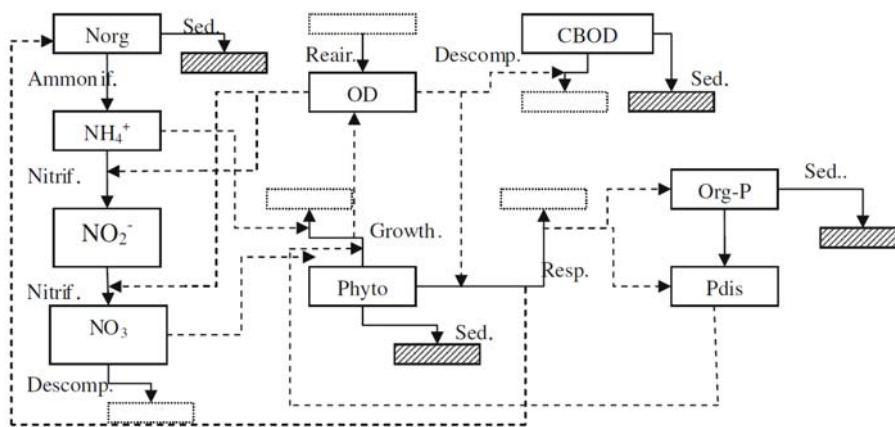 Norg
Sed.
Reair.
Descomp.
CBOD
Ammonif.
OD
Sed.
NH₄⁺
Nitrif.
Org-P
Sed..
NO₂⁻
Growth.
Nitrif.
Phyto
Resp.
Pdis
NO₃
Sed.
Descomp.